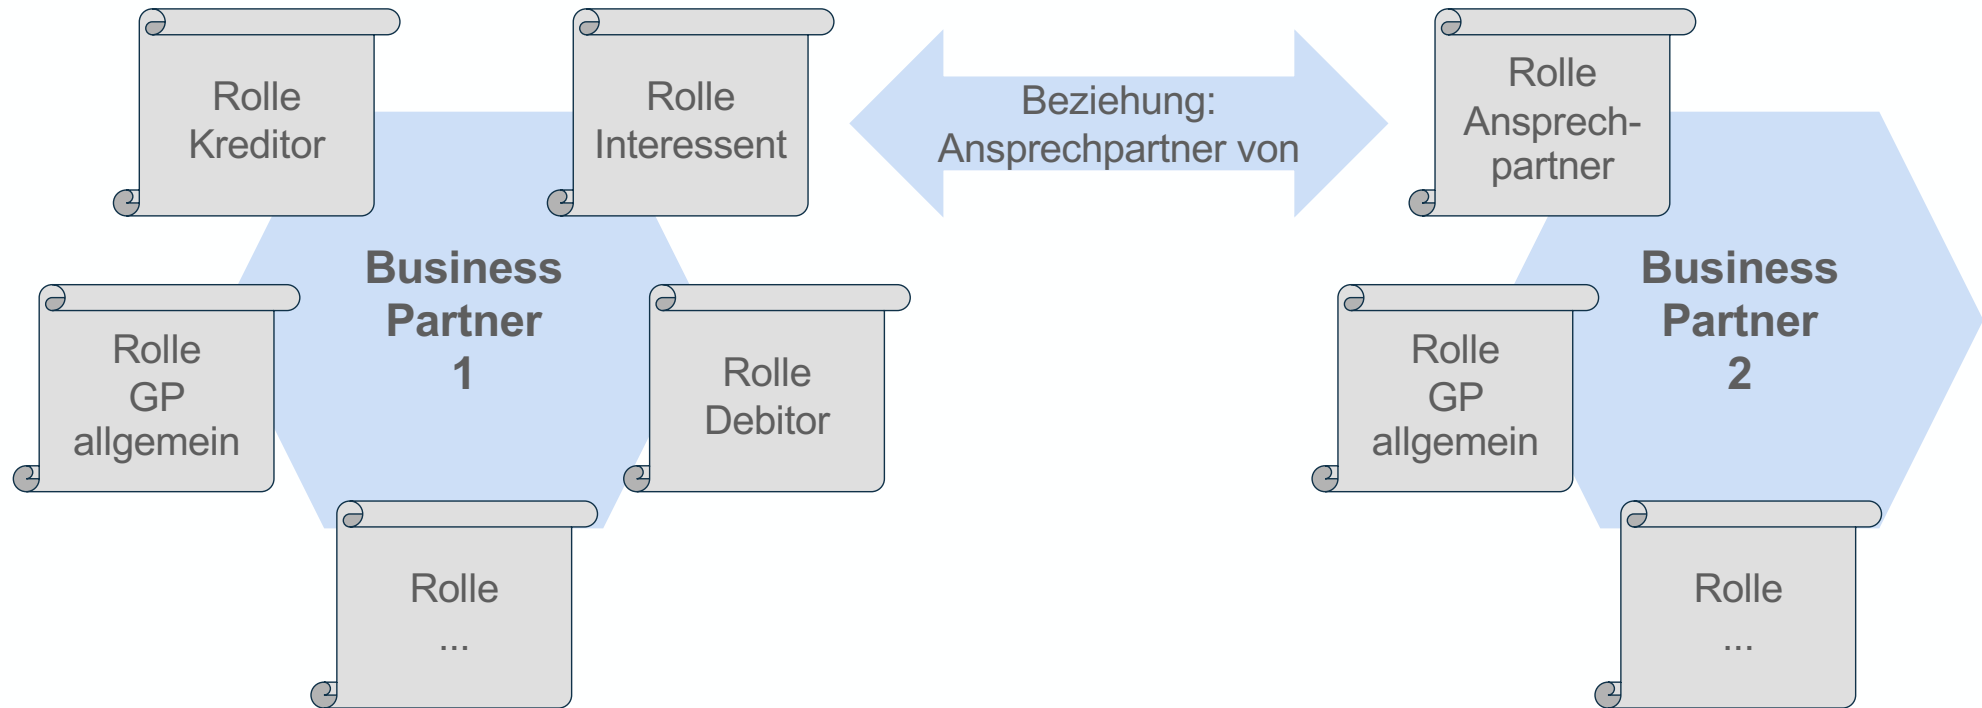 Rolle
Kreditor
Rolle
Interessent
Beziehung:
Ansprechpartner von
Rolle
Ansprech-
partner
Business
Partner
1
Business
Partner
2
Rolle
GP
allgemein
Rolle
Debitor
Rolle
GP
allgemein
Rolle
...
Rolle
...